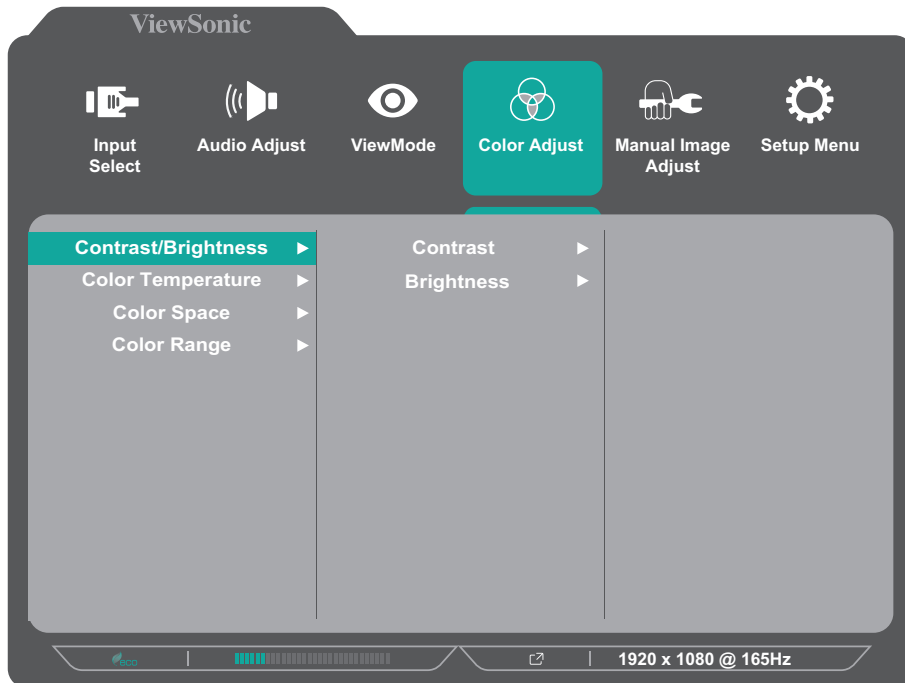 ViewSonic
Input Select
Audio Adjust
ViewMode
Color Adjust
Manual Image Adjust
Setup Menu
Contrast/Brightness
Color Temperature
Color Space
Color Range
Contrast
Brightness
eco
1920 x 1080 @ 165Hz